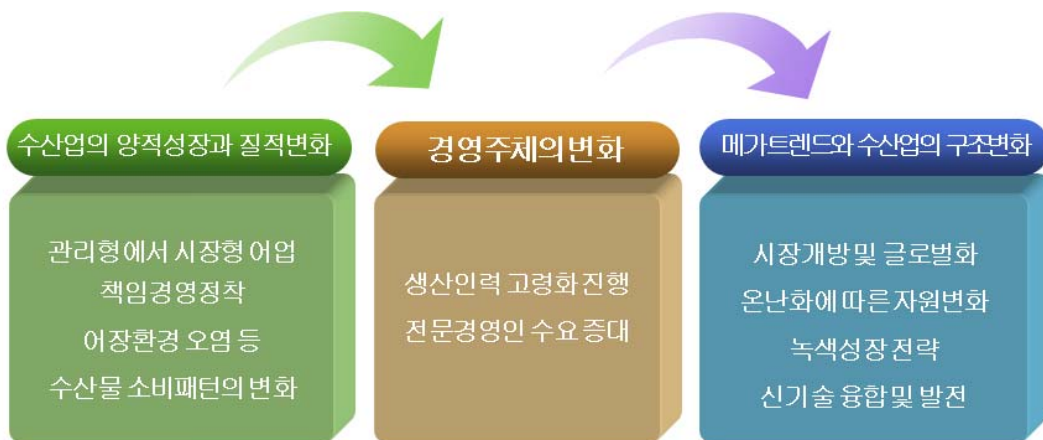 수산업의 양적성장과 질적변화
관리형에서 시장형 어업
책임경영정착
어장환경 오염 등
수산물 소비패턴의 변화
경영주체의변화
생산인력 고령화 진행
전문경영인 수요 증대
메가트렌드와 수산업의 구조변화
시장개방 및 글로벌화
온난화에 따른 자원변화
녹색성장 전략
신기술 융합 및 발전